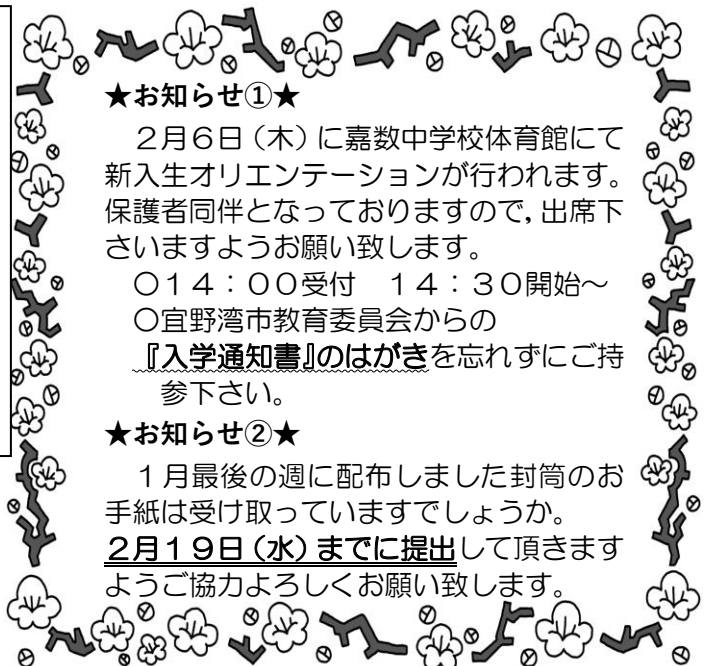 ★お知らせ①★
２月６日（木）に嘉数中学校体育館にて
新入生オリエンテーションが行われます。
保護者同伴となっておりますので，出席下
さいますようお願い致します。
○１４：００受付　１４：３０開始～
○宜野湾市教育委員会からの
『入学通知書』のはがきを忘れずにご持
参下さい。
★お知らせ②★
１月最後の週に配布しました封筒のお
手紙は受け取っていますでしょうか。
２月１９日（水）までに提出して頂きます
ようご協力よろしくお願い致します。